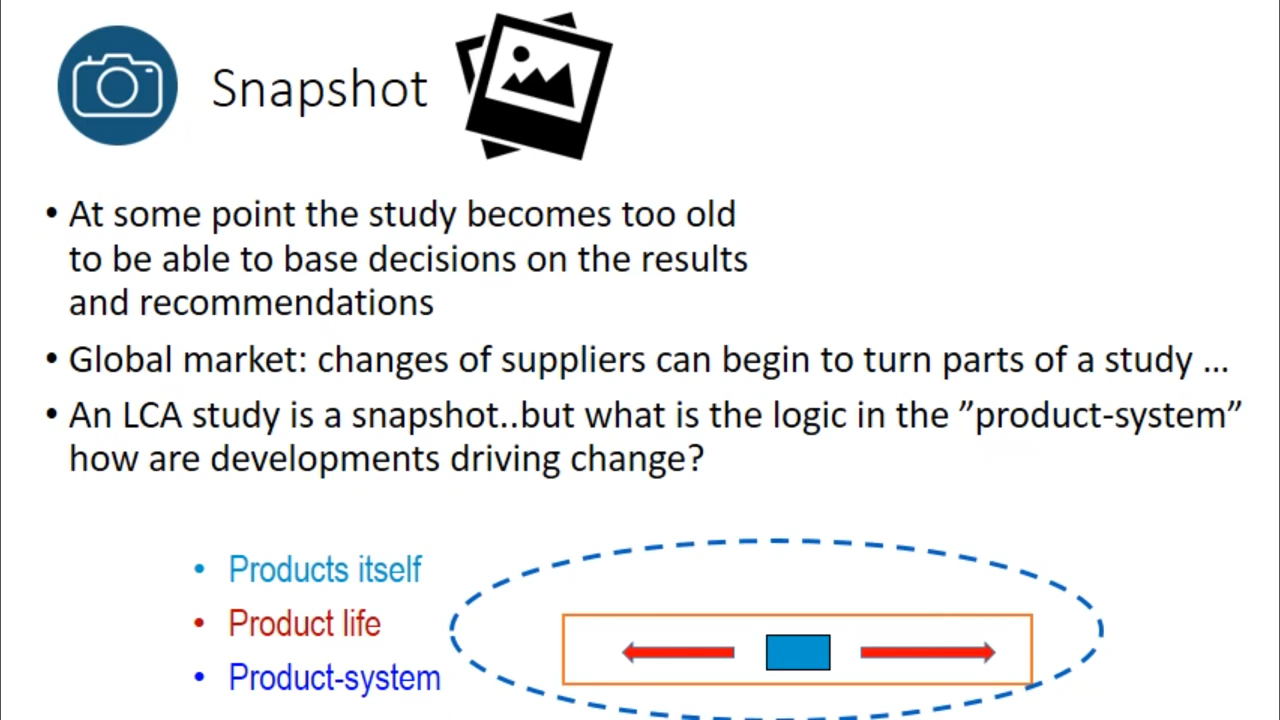 Snapshot
• At some point the study becomes too old
to be able to base decisions on the results
and recommendations
• Global market: changes of suppliers can begin to turn parts of a study ...
• An LCA study is a snapshot..but what is the logic in the ”product-system”
how are developments driving change?
• Products itself
• Product life
• Product-system